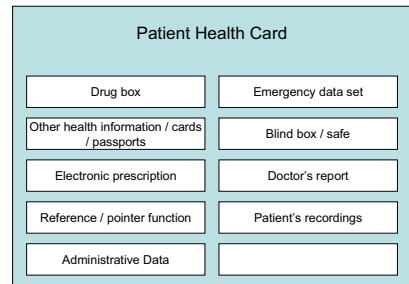 Patient Health Card
Drug box
Emergency data set
Other health information / cards
/ passports
Blind box / safe
Electronic prescription
Doctor's report
Reference / pointer function
Patient's recordings
Administrative Data